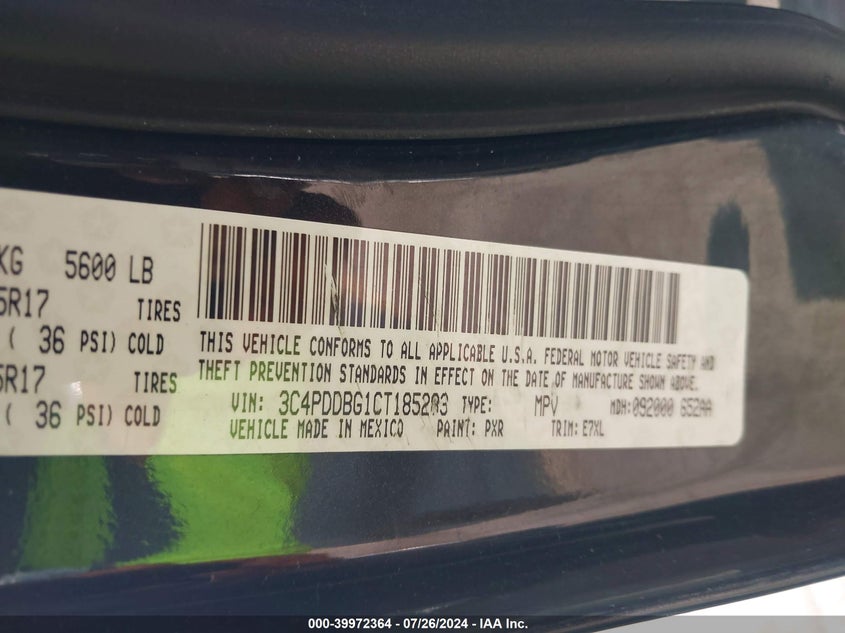 KG 5600 LB
5R17 TIRES
( 36 PSI) COLD
5R17 TIRES
( 36 PSI) COLD
THIS VEHICLE CONFORMS TO ALL APPLICABLE U.S.A. FEDERAL MOTOR VEHICLE SAFETY AND
THEFT PREVENTION STANDARDS IN EFFECT ON THE DATE OF MANUFACTURE SHOWN ABOVE.
VIN: 3C4PDDBG1CT185283 TYPE: MPV MDH: 092000 652AA
VEHICLE MADE IN MEXICO PAINT: PXR TRIM: E7XL
000-39972364 | 07/26/2024 - IAA Inc.